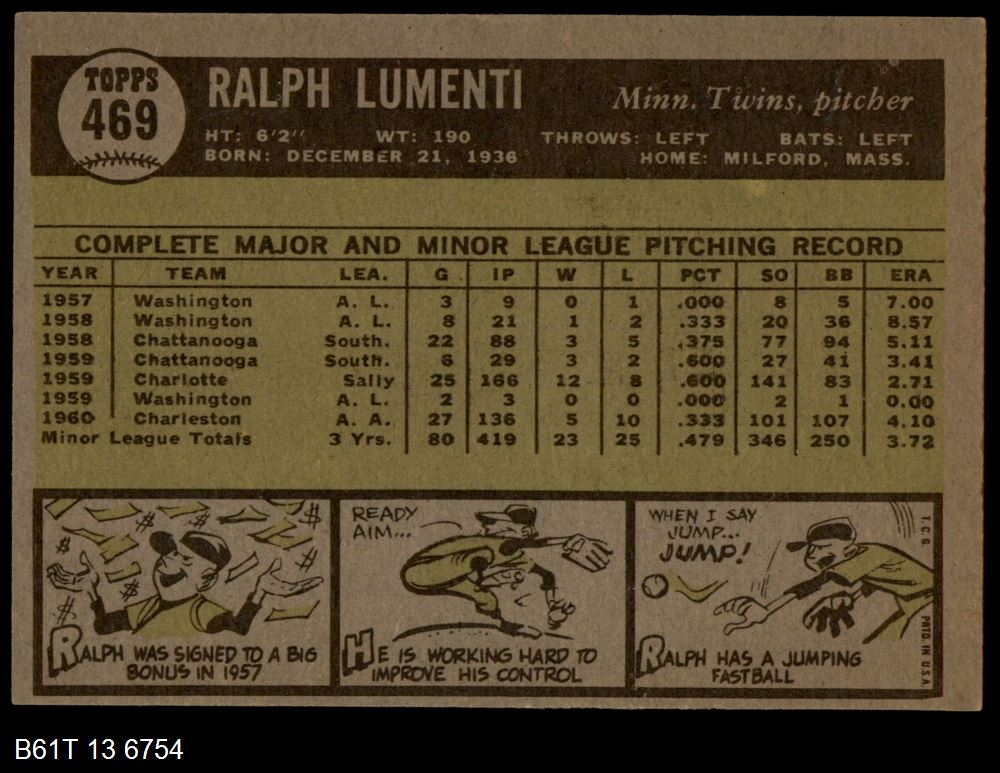 TOPPS
469
RALPH LUMENTI
Minn. Twins, pitcher
HT: 6'2" WT: 190 THROWS: LEFT BATS: LEFT
BORN: DECEMBER 21, 1936 HOME: MILFORD, MASS.
COMPLETE MAJOR AND MINOR LEAGUE PITCHING RECORD
YEAR TEAM LEA. G IP W L PCT SO BB ERA
1957 Washington A. L. 3 9 0 1 .000 8 5 7.00
1958 Washington A. L. 8 21 1 2 .333 20 36 8.57
1958 Chattanooga South. 22 88 3 5 .375 77 94 5.11
1959 Chattanooga South. 6 29 3 2 .600 27 41 3.41
1959 Charlotte Sally 25 166 12 8 .600 141 83 2.71
1959 Washington A. L. 2 3 0 0 .000 2 1 0.00
1960 Charleston A. A. 27 136 5 10 .333 101 107 4.10
Minor League Totals 3 Yrs. 80 419 23 25 .479 346 250 3.72
$ $ $ $ $ $
RALPH WAS SIGNED TO A BIG
BONUS IN 1957
READY
AIM...
HE IS WORKING HARD TO
IMPROVE HIS CONTROL
WHEN I SAY
JUMP...
JUMP!
RALPH HAS A JUMPING
FASTBALL
T. C. G. PRTD. IN U.S.A.
B61T 13 6754